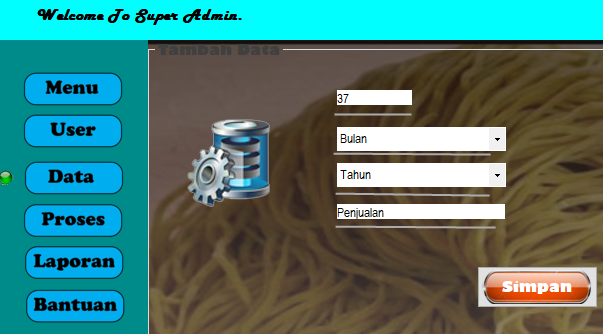 Welcome To Super Admin.
Tambah Data
Menu
User
Data
Proses
Laporan
Bantuan
37
Bulan
Tahun
Penjualan
Simpan